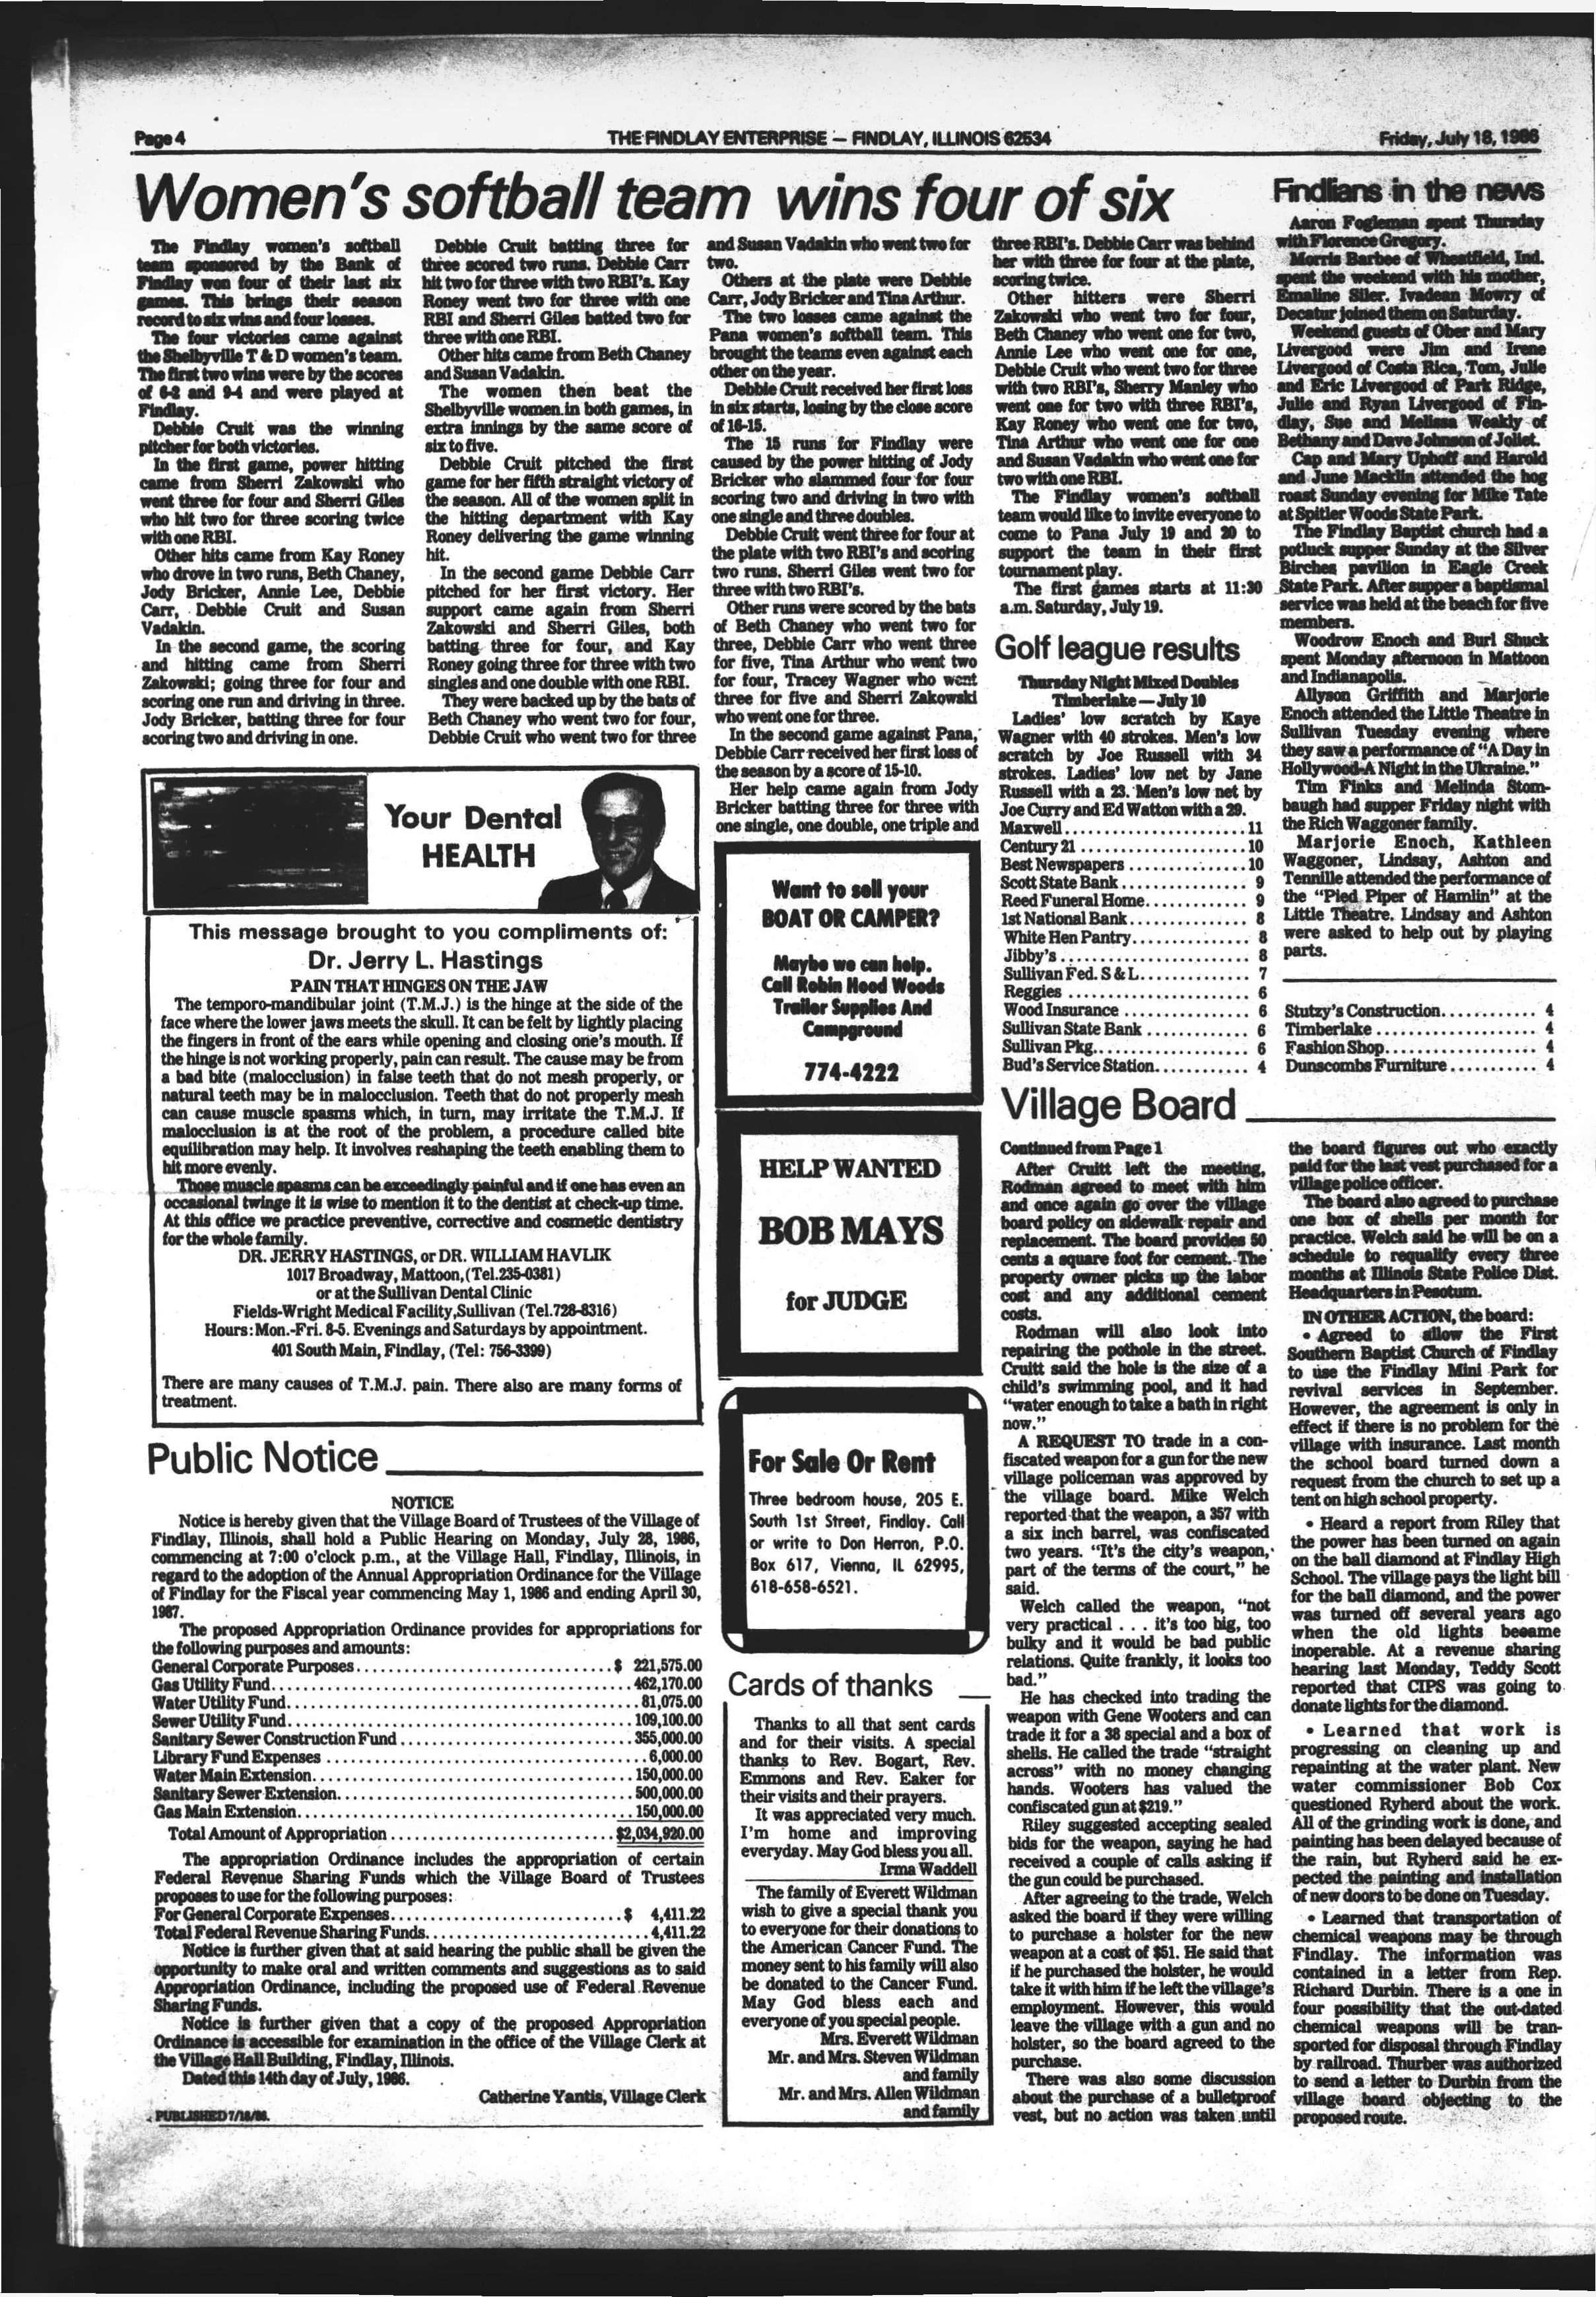 Page 4
THE FINDLAY ENTERPRISE — FINDLAY, ILLINOIS 62534
Friday, July 18, 1986
Women's softball team wins four of six
The Findlay women's softball
team sponsored by the Bank of
Findlay won four of their last six
games. This brings their season
record to six wins and four losses.
The four victories came against
the Shelbyville T & D women's team.
The first two wins were by the scores
of 6-2 and 9-4 and were played at
Findlay.
Debbie Cruit was the winning
pitcher for both victories.
In the first game, power hitting
came from Sherri Zakowski who
went three for four and Sherri Giles
who hit two for three scoring twice
with one RBI.
Other hits came from Kay Roney
who drove in two runs, Beth Chaney,
Jody Bricker, Annie Lee, Debbie
Carr, Debbie Cruit and Susan
Vadakin.
In the second game, the scoring
and hitting came from Sherri
Zakowski; going three for four and
scoring one run and driving in three.
Jody Bricker, batting three for four
scoring two and driving in one.
Debbie Cruit batting three for
three scored two runs. Debbie Carr
hit two for three with two RBI's. Kay
Roney went two for three with one
RBI and Sherri Giles batted two for
three with one RBI.
Other hits came from Beth Chaney
and Susan Vadakin.
The women then beat the
Shelbyville women in both games, in
extra innings by the same score of
six to five.
Debbie Cruit pitched the first
game for her fifth straight victory of
the season. All of the women split in
the hitting department with Kay
Roney delivering the game winning
hit.
In the second game Debbie Carr
pitched for her first victory. Her
support came again from Sherri
Zakowski and Sherri Giles, both
batting three for four, and Kay
Roney going three for three with two
singles and one double with one RBI.
They were backed up by the bats of
Beth Chaney who went two for four,
Debbie Cruit who went two for three
and Susan Vadakin who went two for
two.
Others at the plate were Debbie
Carr, Jody Bricker and Tina Arthur.
The two losses came against the
Pana women's softball team. This
brought the teams even against each
other on the year.
Debbie Cruit received her first loss
in six starts, losing by the close score
of 16-15.
The 15 runs for Findlay were
caused by the power hitting of Jody
Bricker who slammed four for four
scoring two and driving in two with
one single and three doubles.
Debbie Cruit went three for four at
the plate with two RBI's and scoring
two runs. Sherri Giles went two for
three with two RBI's.
Other runs were scored by the bats
of Beth Chaney who went two for
three, Debbie Carr who went three
for five, Tina Arthur who went two
for four, Tracey Wagner who went
three for five and Sherri Zakowski
who went one for three.
In the second game against Pana,
Debbie Carr received her first loss of
the season by a score of 15-10.
Her help came again from Jody
Bricker batting three for three with
one single, one double, one triple and
three RBI's. Debbie Carr was behind
her with three for four at the plate,
scoring twice.
Other hitters were Sherri
Zakowski who went two for four,
Beth Chaney who went one for two,
Annie Lee who went one for one,
Debbie Cruit who went two for three
with two RBI's, Sherry Manley who
went one for two with three RBI's,
Kay Roney who went one for two,
Tina Arthur who went one for one
and Susan Vadakin who went one for
two with one RBI.
The Findlay women's softball
team would like to invite everyone to
come to Pana July 19 and 20 to
support the team in their first
tournament play.
The first games starts at 11:30
a.m. Saturday, July 19.
Golf league results
Thursday Night Mixed Doubles
Timberlake — July 10
Ladies' low scratch by Kaye
Wagner with 40 strokes. Men's low
scratch by Joe Russell with 34
strokes. Ladies' low net by Jane
Russell with a 23. Men's low net by
Joe Curry and Ed Watton with a 29.
Maxwell . . . . . 11
Century 21 . . . . . 10
Best Newspapers . . . . . 10
Scott State Bank . . . . . 9
Reed Funeral Home . . . . . 9
1st National Bank . . . . . 8
White Hen Pantry . . . . . 8
Jibby's . . . . . 8
Sullivan Fed. S & L . . . . . 7
Reggies . . . . . 6
Wood Insurance . . . . . 6
Sullivan State Bank . . . . . 6
Sullivan Pkg. . . . . . 6
Bud's Service Station . . . . . 4
Stutzy's Construction . . . . . 4
Timberlake . . . . . 4
Fashion Shop . . . . . 4
Dunscombs Furniture . . . . . 4
Findlians in the news
Aaron Fogleman spent Thursday
with Florence Gregory.
Morris Barbee of Wheatfield, Ind.
spent the weekend with his mother,
Emaline Siler. Ivadean Mowry of
Decatur joined them on Saturday.
Weekend guests of Ober and Mary
Livergood were Jim and Irene
Livergood of Costa Rica, Tom, Julie
and Eric Livergood of Park Ridge,
Julie and Ryan Livergood of Fin-
dlay, Sue and Melissa Weakly of
Bethany and Dave Johnson of Joliet.
Cap and Mary Uphoff and Harold
and June Macklin attended the hog
roast Sunday evening for Mike Tate
at Spitler Woods State Park.
The Findlay Baptist church had a
potluck supper Sunday at the Silver
Birches pavilion in Eagle Creek
State Park. After supper a baptismal
service was held at the beach for five
members.
Woodrow Enoch and Burl Shuck
spent Monday afternoon in Mattoon
and Indianapolis.
Allyson Griffith and Marjorie
Enoch attended the Little Theatre in
Sullivan Tuesday evening where
they saw a performance of "A Day in
Hollywood-A Night in the Ukraine."
Tim Finks and Melinda Stom-
baugh had supper Friday night with
the Rich Waggoner family.
Marjorie Enoch, Kathleen
Waggoner, Lindsay, Ashton and
Tennille attended the performance of
the "Pied Piper of Hamlin" at the
Little Theatre. Lindsay and Ashton
were asked to help out by playing
parts.
Your Dental
HEALTH
This message brought to you compliments of:
Dr. Jerry L. Hastings
PAIN THAT HINGES ON THE JAW
The temporo-mandibular joint (T.M.J.) is the hinge at the side of the
face where the lower jaws meets the skull. It can be felt by lightly placing
the fingers in front of the ears while opening and closing one's mouth. If
the hinge is not working properly, pain can result. The cause may be from
a bad bite (malocclusion) in false teeth that do not mesh properly, or
natural teeth may be in malocclusion. Teeth that do not properly mesh
can cause muscle spasms which, in turn, may irritate the T.M.J. If
malocclusion is at the root of the problem, a procedure called bite
equilibration may help. It involves reshaping the teeth enabling them to
hit more evenly.
Those muscle spasms can be exceedingly painful and if one has even an
occasional twinge it is wise to mention it to the dentist at check-up time.
At this office we practice preventive, corrective and cosmetic dentistry
for the whole family.
DR. JERRY HASTINGS, or DR. WILLIAM HAVLIK
1017 Broadway, Mattoon,(Tel.235-0381)
or at the Sullivan Dental Clinic
Fields-Wright Medical Facility,Sullivan (Tel.728-8316)
Hours:Mon.-Fri. 8-5. Evenings and Saturdays by appointment.
401 South Main, Findlay, (Tel: 756-3399)
There are many causes of T.M.J. pain. There also are many forms of
treatment.
Want to sell your
BOAT OR CAMPER?
Maybe we can help.
Call Robin Hood Woods
Trailer Supplies And
Campground
774-4222
HELP WANTED
BOB MAYS
for JUDGE
For Sale Or Rent
Three bedroom house, 205 E.
South 1st Street, Findlay. Call
or write to Don Herron, P.O.
Box 617, Vienna, IL 62995,
618-658-6521.
Public Notice
NOTICE
Notice is hereby given that the Village Board of Trustees of the Village of
Findlay, Illinois, shall hold a Public Hearing on Monday, July 28, 1986,
commencing at 7:00 o'clock p.m., at the Village Hall, Findlay, Illinois, in
regard to the adoption of the Annual Appropriation Ordinance for the Village
of Findlay for the Fiscal year commencing May 1, 1986 and ending April 30,
1987.
The proposed Appropriation Ordinance provides for appropriations for
the following purposes and amounts:
General Corporate Purposes . . . . . $ 221,575.00
Gas Utility Fund . . . . . 462,170.00
Water Utility Fund . . . . . 81,075.00
Sewer Utility Fund . . . . . 109,100.00
Sanitary Sewer Construction Fund . . . . . 355,000.00
Library Fund Expenses . . . . . 6,000.00
Water Main Extension . . . . . 150,000.00
Sanitary Sewer Extension . . . . . 500,000.00
Gas Main Extension . . . . . 150,000.00
Total Amount of Appropriation . . . . . $2,034,920.00
The appropriation Ordinance includes the appropriation of certain
Federal Revenue Sharing Funds which the Village Board of Trustees
proposes to use for the following purposes:
For General Corporate Expenses . . . . . $ 4,411.22
Total Federal Revenue Sharing Funds . . . . . 4,411.22
Notice is further given that at said hearing the public shall be given the
opportunity to make oral and written comments and suggestions as to said
Appropriation Ordinance, including the proposed use of Federal Revenue
Sharing Funds.
Notice is further given that a copy of the proposed Appropriation
Ordinance is accessible for examination in the office of the Village Clerk at
the Village Hall Building, Findlay, Illinois.
Dated this 14th day of July, 1986.
Catherine Yantis, Village Clerk
PUBLISHED 7/18/86.
Cards of thanks
Thanks to all that sent cards
and for their visits. A special
thanks to Rev. Bogart, Rev.
Emmons and Rev. Eaker for
their visits and their prayers.
It was appreciated very much.
I'm home and improving
everyday. May God bless you all.
Irma Waddell
The family of Everett Wildman
wish to give a special thank you
to everyone for their donations to
the American Cancer Fund. The
money sent to his family will also
be donated to the Cancer Fund.
May God bless each and
everyone of you special people.
Mrs. Everett Wildman
Mr. and Mrs. Steven Wildman
and family
Mr. and Mrs. Allen Wildman
and family
Village Board
Continued from Page 1
After Cruitt left the meeting,
Rodman agreed to meet with him
and once again go over the village
board policy on sidewalk repair and
replacement. The board provides 50
cents a square foot for cement. The
property owner picks up the labor
cost and any additional cement
costs.
Rodman will also look into
repairing the pothole in the street.
Cruitt said the hole is the size of a
child's swimming pool, and it had
"water enough to take a bath in right
now."
A REQUEST TO trade in a con-
fiscated weapon for a gun for the new
village policeman was approved by
the village board. Mike Welch
reported that the weapon, a 357 with
a six inch barrel, was confiscated
two years. "It's the city's weapon,
part of the terms of the court," he
said.
Welch called the weapon, "not
very practical . . . it's too big, too
bulky and it would be bad public
relations. Quite frankly, it looks too
bad."
He has checked into trading the
weapon with Gene Wooters and can
trade it for a 38 special and a box of
shells. He called the trade "straight
across" with no money changing
hands. Wooters has valued the
confiscated gun at $219."
Riley suggested accepting sealed
bids for the weapon, saying he had
received a couple of calls asking if
the gun could be purchased.
After agreeing to the trade, Welch
asked the board if they were willing
to purchase a holster for the new
weapon at a cost of $51. He said that
if he purchased the holster, he would
take it with him if he left the village's
employment. However, this would
leave the village with a gun and no
holster, so the board agreed to the
purchase.
There was also some discussion
about the purchase of a bulletproof
vest, but no action was taken until
the board figures out who exactly
paid for the last vest purchased for a
village police officer.
The board also agreed to purchase
one box of shells per month for
practice. Welch said he will be on a
schedule to requalify every three
months at Illinois State Police Dist.
Headquarters in Pesotum.
IN OTHER ACTION, the board:
• Agreed to allow the First
Southern Baptist Church of Findlay
to use the Findlay Mini Park for
revival services in September.
However, the agreement is only in
effect if there is no problem for the
village with insurance. Last month
the school board turned down a
request from the church to set up a
tent on high school property.
• Heard a report from Riley that
the power has been turned on again
on the ball diamond at Findlay High
School. The village pays the light bill
for the ball diamond, and the power
was turned off several years ago
when the old lights became
inoperable. At a revenue sharing
hearing last Monday, Teddy Scott
reported that CIPS was going to
donate lights for the diamond.
• Learned that work is
progressing on cleaning up and
repainting at the water plant. New
water commissioner Bob Cox
questioned Ryherd about the work.
All of the grinding work is done, and
painting has been delayed because of
the rain, but Ryherd said he ex-
pected the painting and installation
of new doors to be done on Tuesday.
• Learned that transportation of
chemical weapons may be through
Findlay. The information was
contained in a letter from Rep.
Richard Durbin. There is a one in
four possibility that the out-dated
chemical weapons will be tran-
sported for disposal through Findlay
by railroad. Thurber was authorized
to send a letter to Durbin from the
village board objecting to the
proposed route.